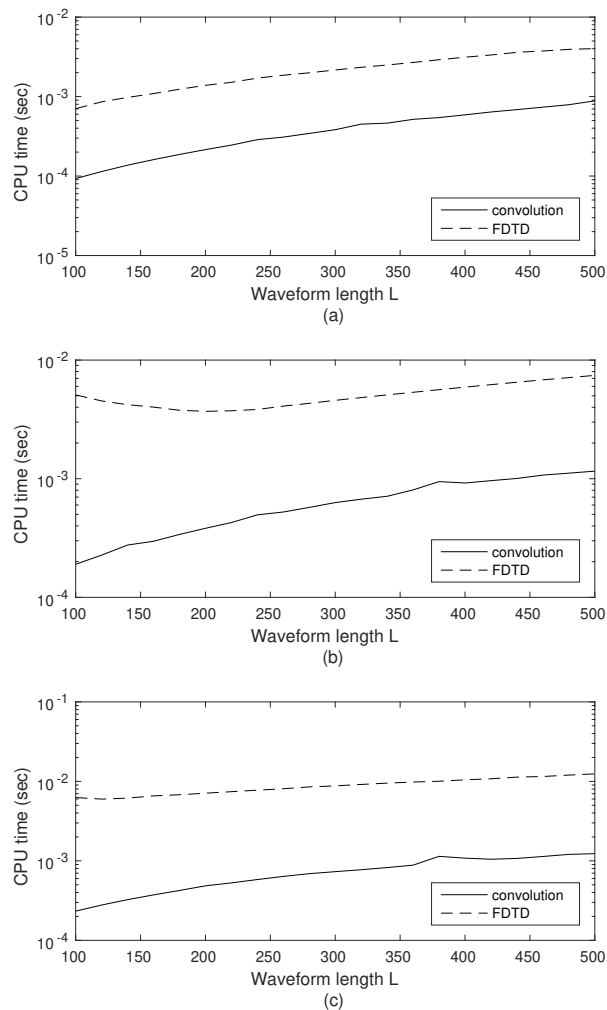 10^-2
10^-3
10^-4
10^-5
CPU time (sec)
convolution
FDTD
100 150 200 250 300 350 400 450 500
Waveform length L
(a)
10^-2
10^-3
10^-4
CPU time (sec)
convolution
FDTD
100 150 200 250 300 350 400 450 500
Waveform length L
(b)
10^-1
10^-2
10^-3
10^-4
CPU time (sec)
convolution
FDTD
100 150 200 250 300 350 400 450 500
Waveform length L
(c)